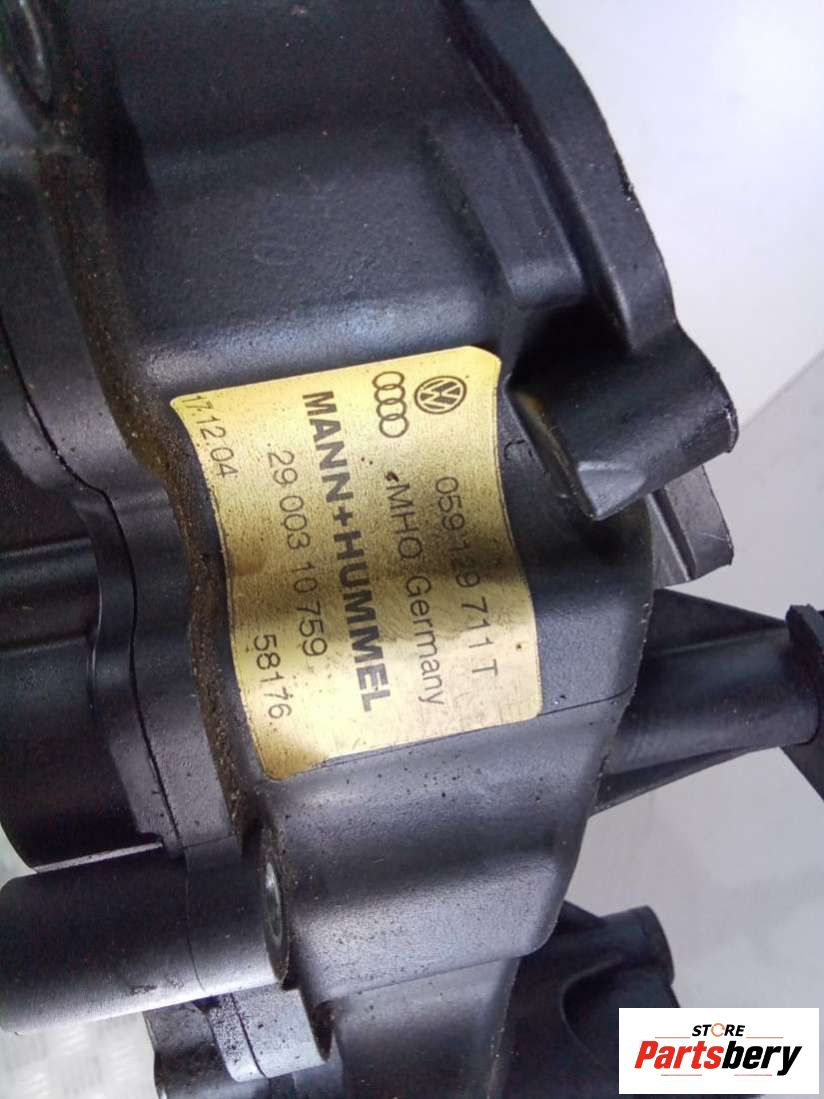 059 129 711 T
MHO Germany
MANN+HUMMEL
29 003 10 759
17.12.04 58176
STORE
Partsbery